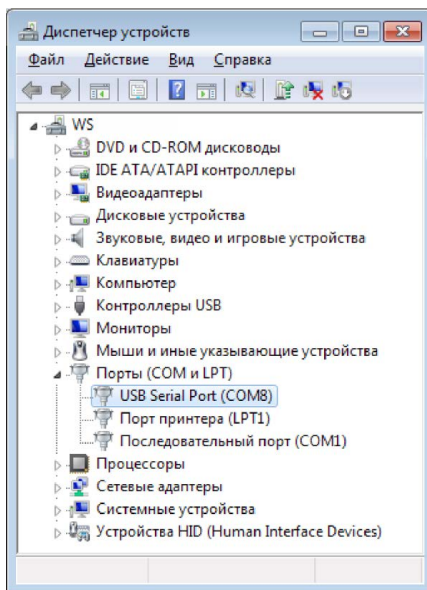 Диспетчер устройств
Файл Действие Вид Справка
WS
DVD и CD-ROM дисководы
IDE ATA/ATAPI контроллеры
Видеоадаптеры
Дисковые устройства
Звуковые, видео и игровые устройства
Клавиатуры
Компьютер
Контроллеры USB
Мониторы
Мыши и иные указывающие устройства
Порты (COM и LPT)
USB Serial Port (COM8)
Порт принтера (LPT1)
Последовательный порт (COM1)
Процессоры
Сетевые адаптеры
Системные устройства
Устройства HID (Human Interface Devices)